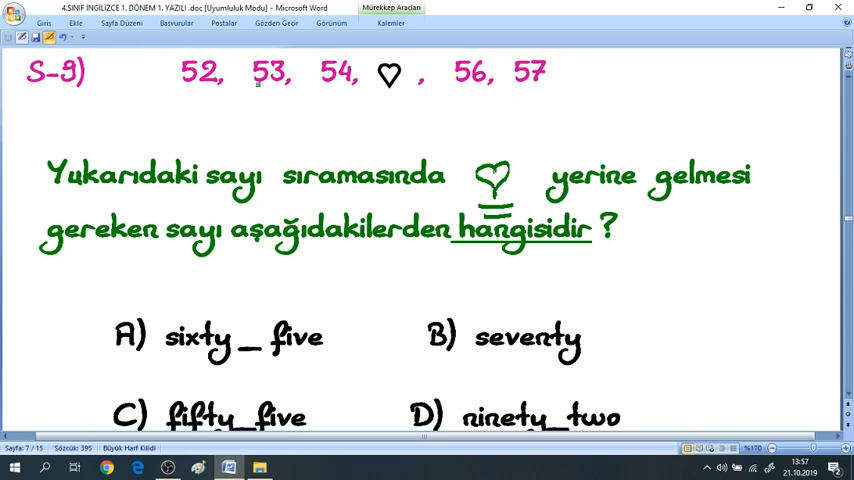 4.SINIF İNGİLİZCE 1. DÖNEM 1. YAZILI .doc [Uyumluluk Modu] - Microsoft Word
Mürekkep Araçları
Giriş Ekle Sayfa Düzeni Başvurular Postalar Gözden Geçir Görünüm Kalemler
S-9) 52, 53, 54, ♡ , 56, 57
Yukarıdaki sayı sıramasında ♡ yerine gelmesi
gereken sayı aşağıdakilerden hangisidir ?
A) sixty_five B) seventy
C) fifty_five D) ninety_two
Sayfa: 7 / 15 Sözcük: 395 Büyük Harf Kilidi %170
13:57
21.10.2019
2